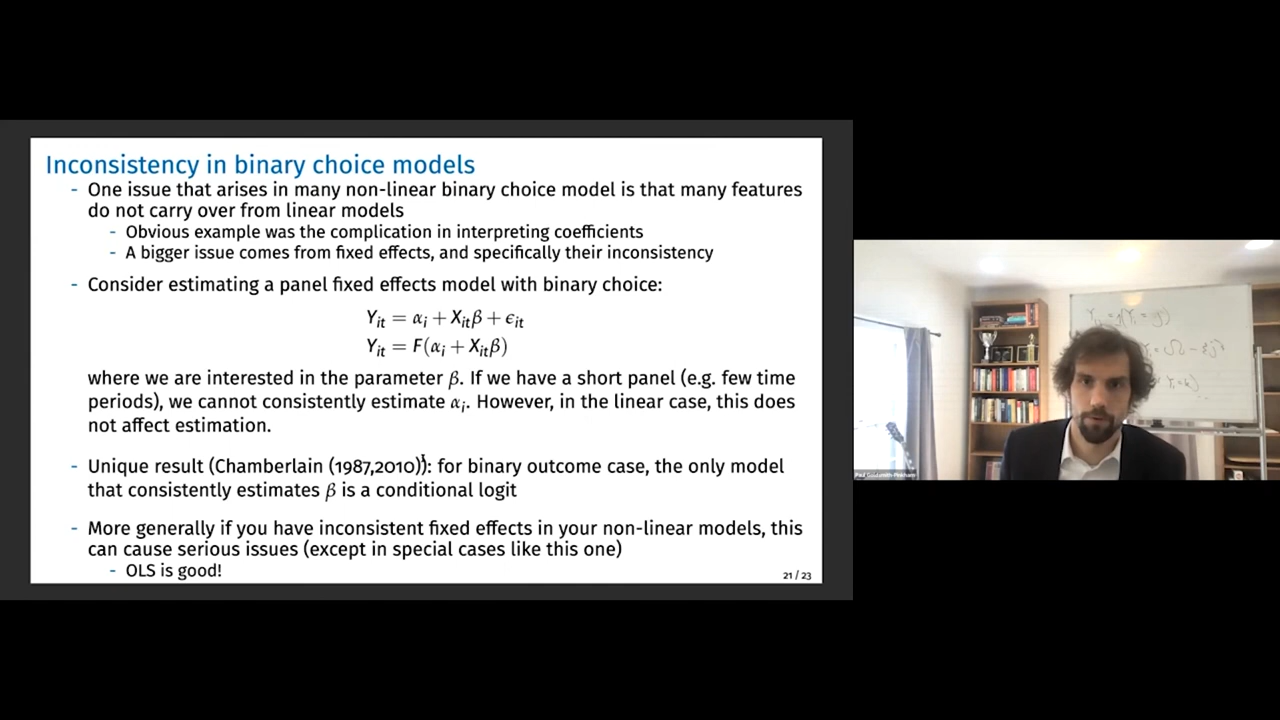 Inconsistency in binary choice models
- One issue that arises in many non-linear binary choice model is that many features
do not carry over from linear models
- Obvious example was the complication in interpreting coefficients
- A bigger issue comes from fixed effects, and specifically their inconsistency
- Consider estimating a panel fixed effects model with binary choice:
Y_it = α_i + X_it β + ϵ_it
Y_it = F(α_i + X_it β)
where we are interested in the parameter β. If we have a short panel (e.g. few time
periods), we cannot consistently estimate α_i. However, in the linear case, this does
not affect estimation.
- Unique result (Chamberlain (1987,2010)): for binary outcome case, the only model
that consistently estimates β is a conditional logit
- More generally if you have inconsistent fixed effects in your non-linear models, this
can cause serious issues (except in special cases like this one)
- OLS is good!
21 / 23
Paul Goldsmith-Pinkham